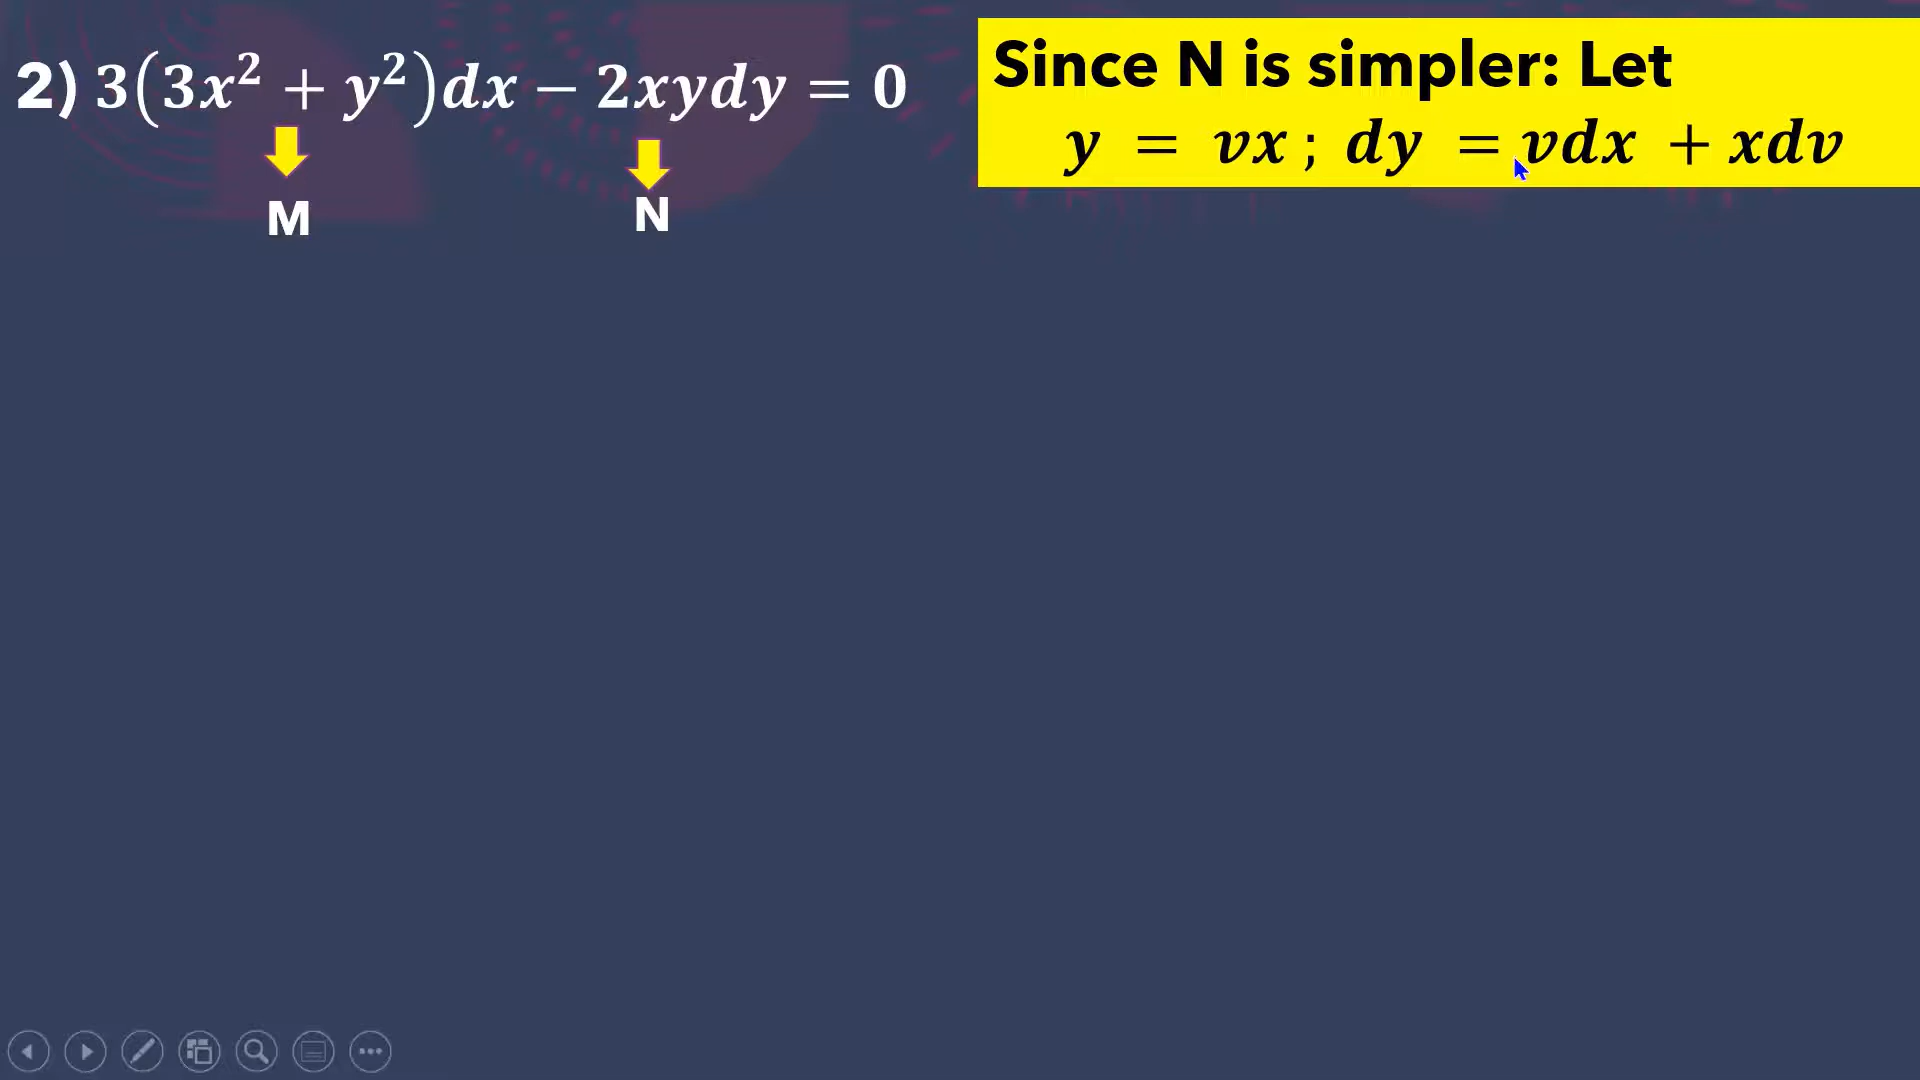 2) 3(3x² + y²)dx − 2xydy = 0
M
N
Since N is simpler: Let
y = vx ; dy = vdx + xdv